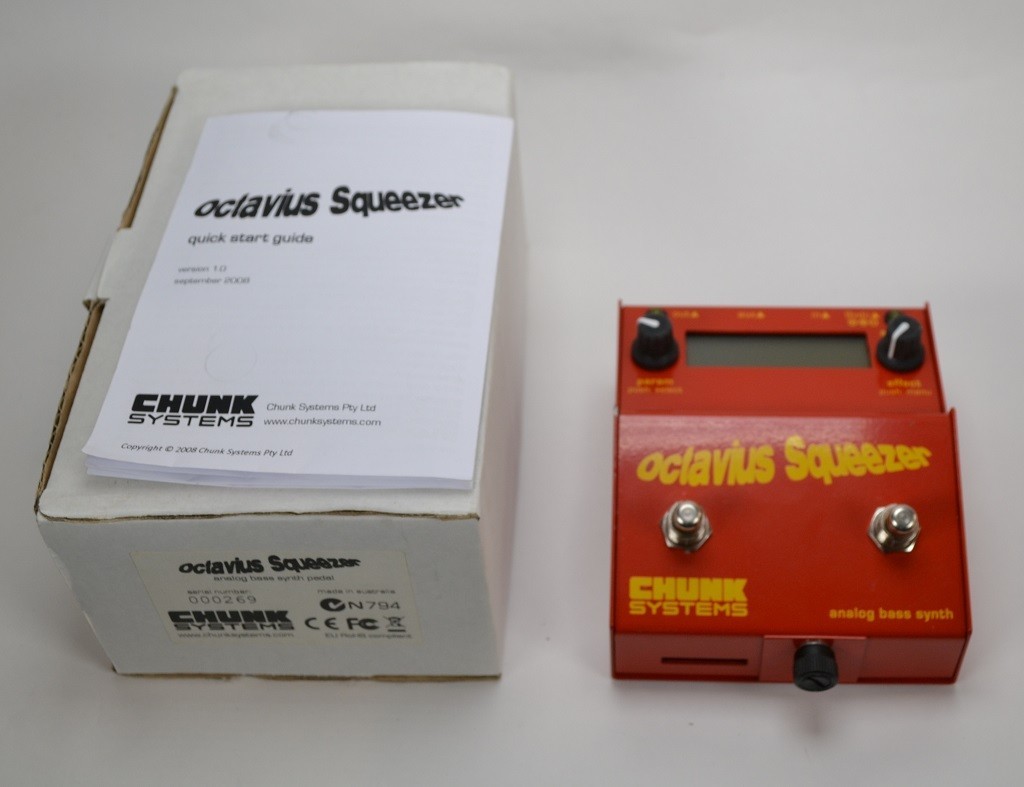 octavius Squeezer
quick start guide
version 1.0
september 2008
CHUNK
SYSTEMS
Chunk Systems Pty Ltd
www.chunksystems.com
Copyright © 2008 Chunk Systems Pty Ltd
octavius Squeezer
analog bass synth pedal
serial number
000269
made in australia
N794
CHUNK
SYSTEMS
www.chunksystems.com
CE FC
EU RoHS compliant
param
effect
octavius Squeezer
CHUNK
SYSTEMS
analog bass synth